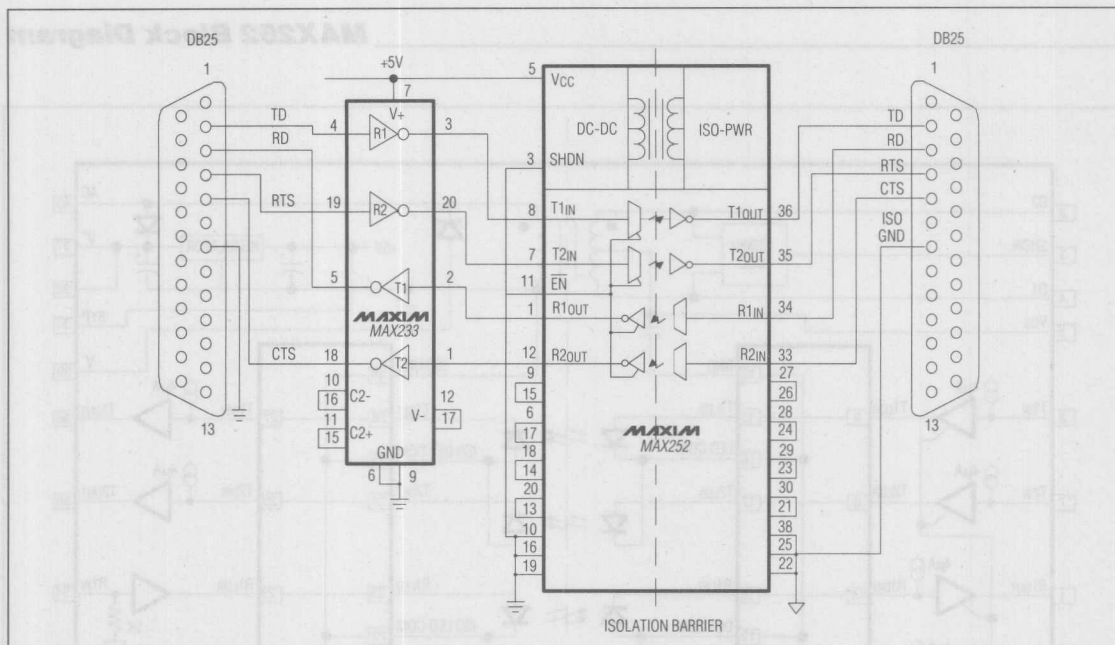 MAX252 Block Diagram
DB25
1
TD
RD
RTS
CTS
13
+5V
7
V+
4
R1
3
19
R2
20
5
T1
2
MAXIM
MAX233
18
T2
1
10
16
C2-
11
15
C2+
V-
12
17
GND
6
9
5
VCC
DC-DC
ISO-PWR
3
SHDN
8
T1IN
T1OUT
36
7
T2IN
T2OUT
35
11
EN
1
R1OUT
R1IN
34
12
R2OUT
R2IN
33
9
15
6
17
18
14
20
13
10
16
19
MAXIM
MAX252
27
26
28
24
29
23
30
21
38
25
22
ISOLATION BARRIER
DB25
1
TD
RD
RTS
CTS
ISO
GND
13